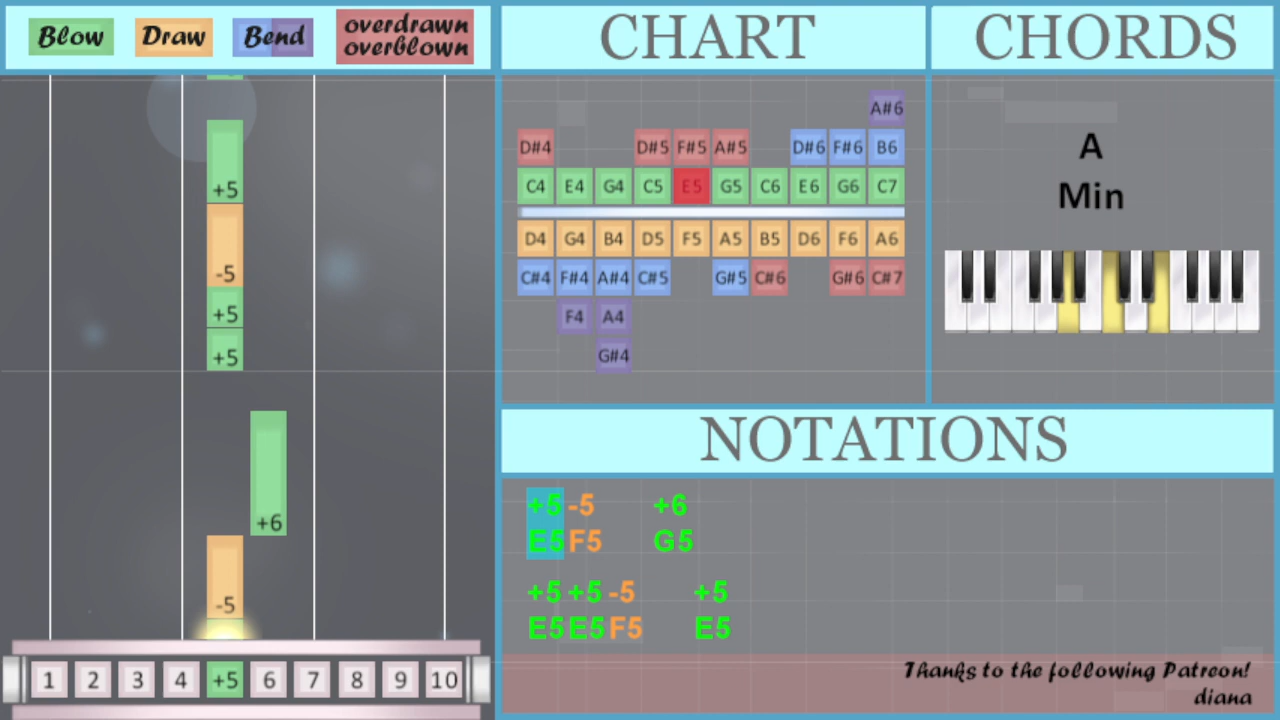 Blow Draw Bend overdrawn
overblown
CHART
CHORDS
+5
-5
+5
+5
+6
-5
1 2 3 4 +5 6 7 8 9 10
A#6
D#4 D#5 F#5 A#5 D#6 F#6 B6
C4 E4 G4 C5 E5 G5 C6 E6 G6 C7
D4 G4 B4 D5 F5 A5 B5 D6 F6 A6
C#4 F#4 A#4 C#5 G#5 C#6 G#6 C#7
F4 A4
G#4
A
Min
NOTATIONS
+5 -5 +6
E5 F5 G5
+5 +5 -5 +5
E5 E5 F5 E5
Thanks to the following Patreon!
diana